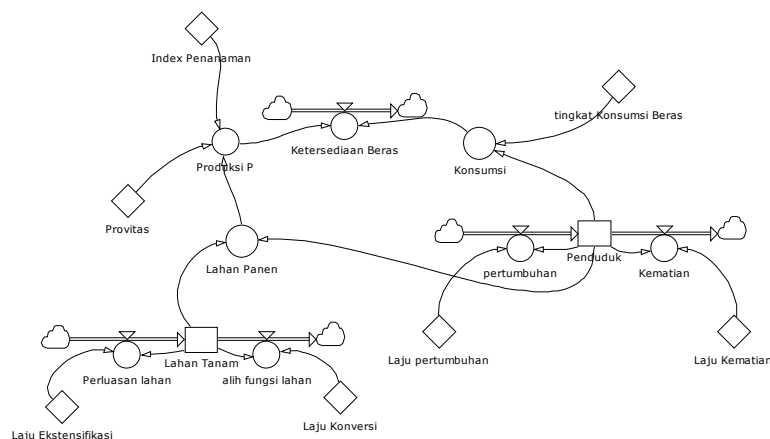 Index Penanaman
tingkat Konsumsi Beras
Ketersediaan Beras
Produksi P
Konsumsi
Provitas
Lahan Panen
pertumbuhan
Penduduk
Kematian
Laju pertumbuhan
Laju Kematian
Lahan Tanam
Perluasan lahan
alih fungsi lahan
Laju Ekstensifikasi
Laju Konversi